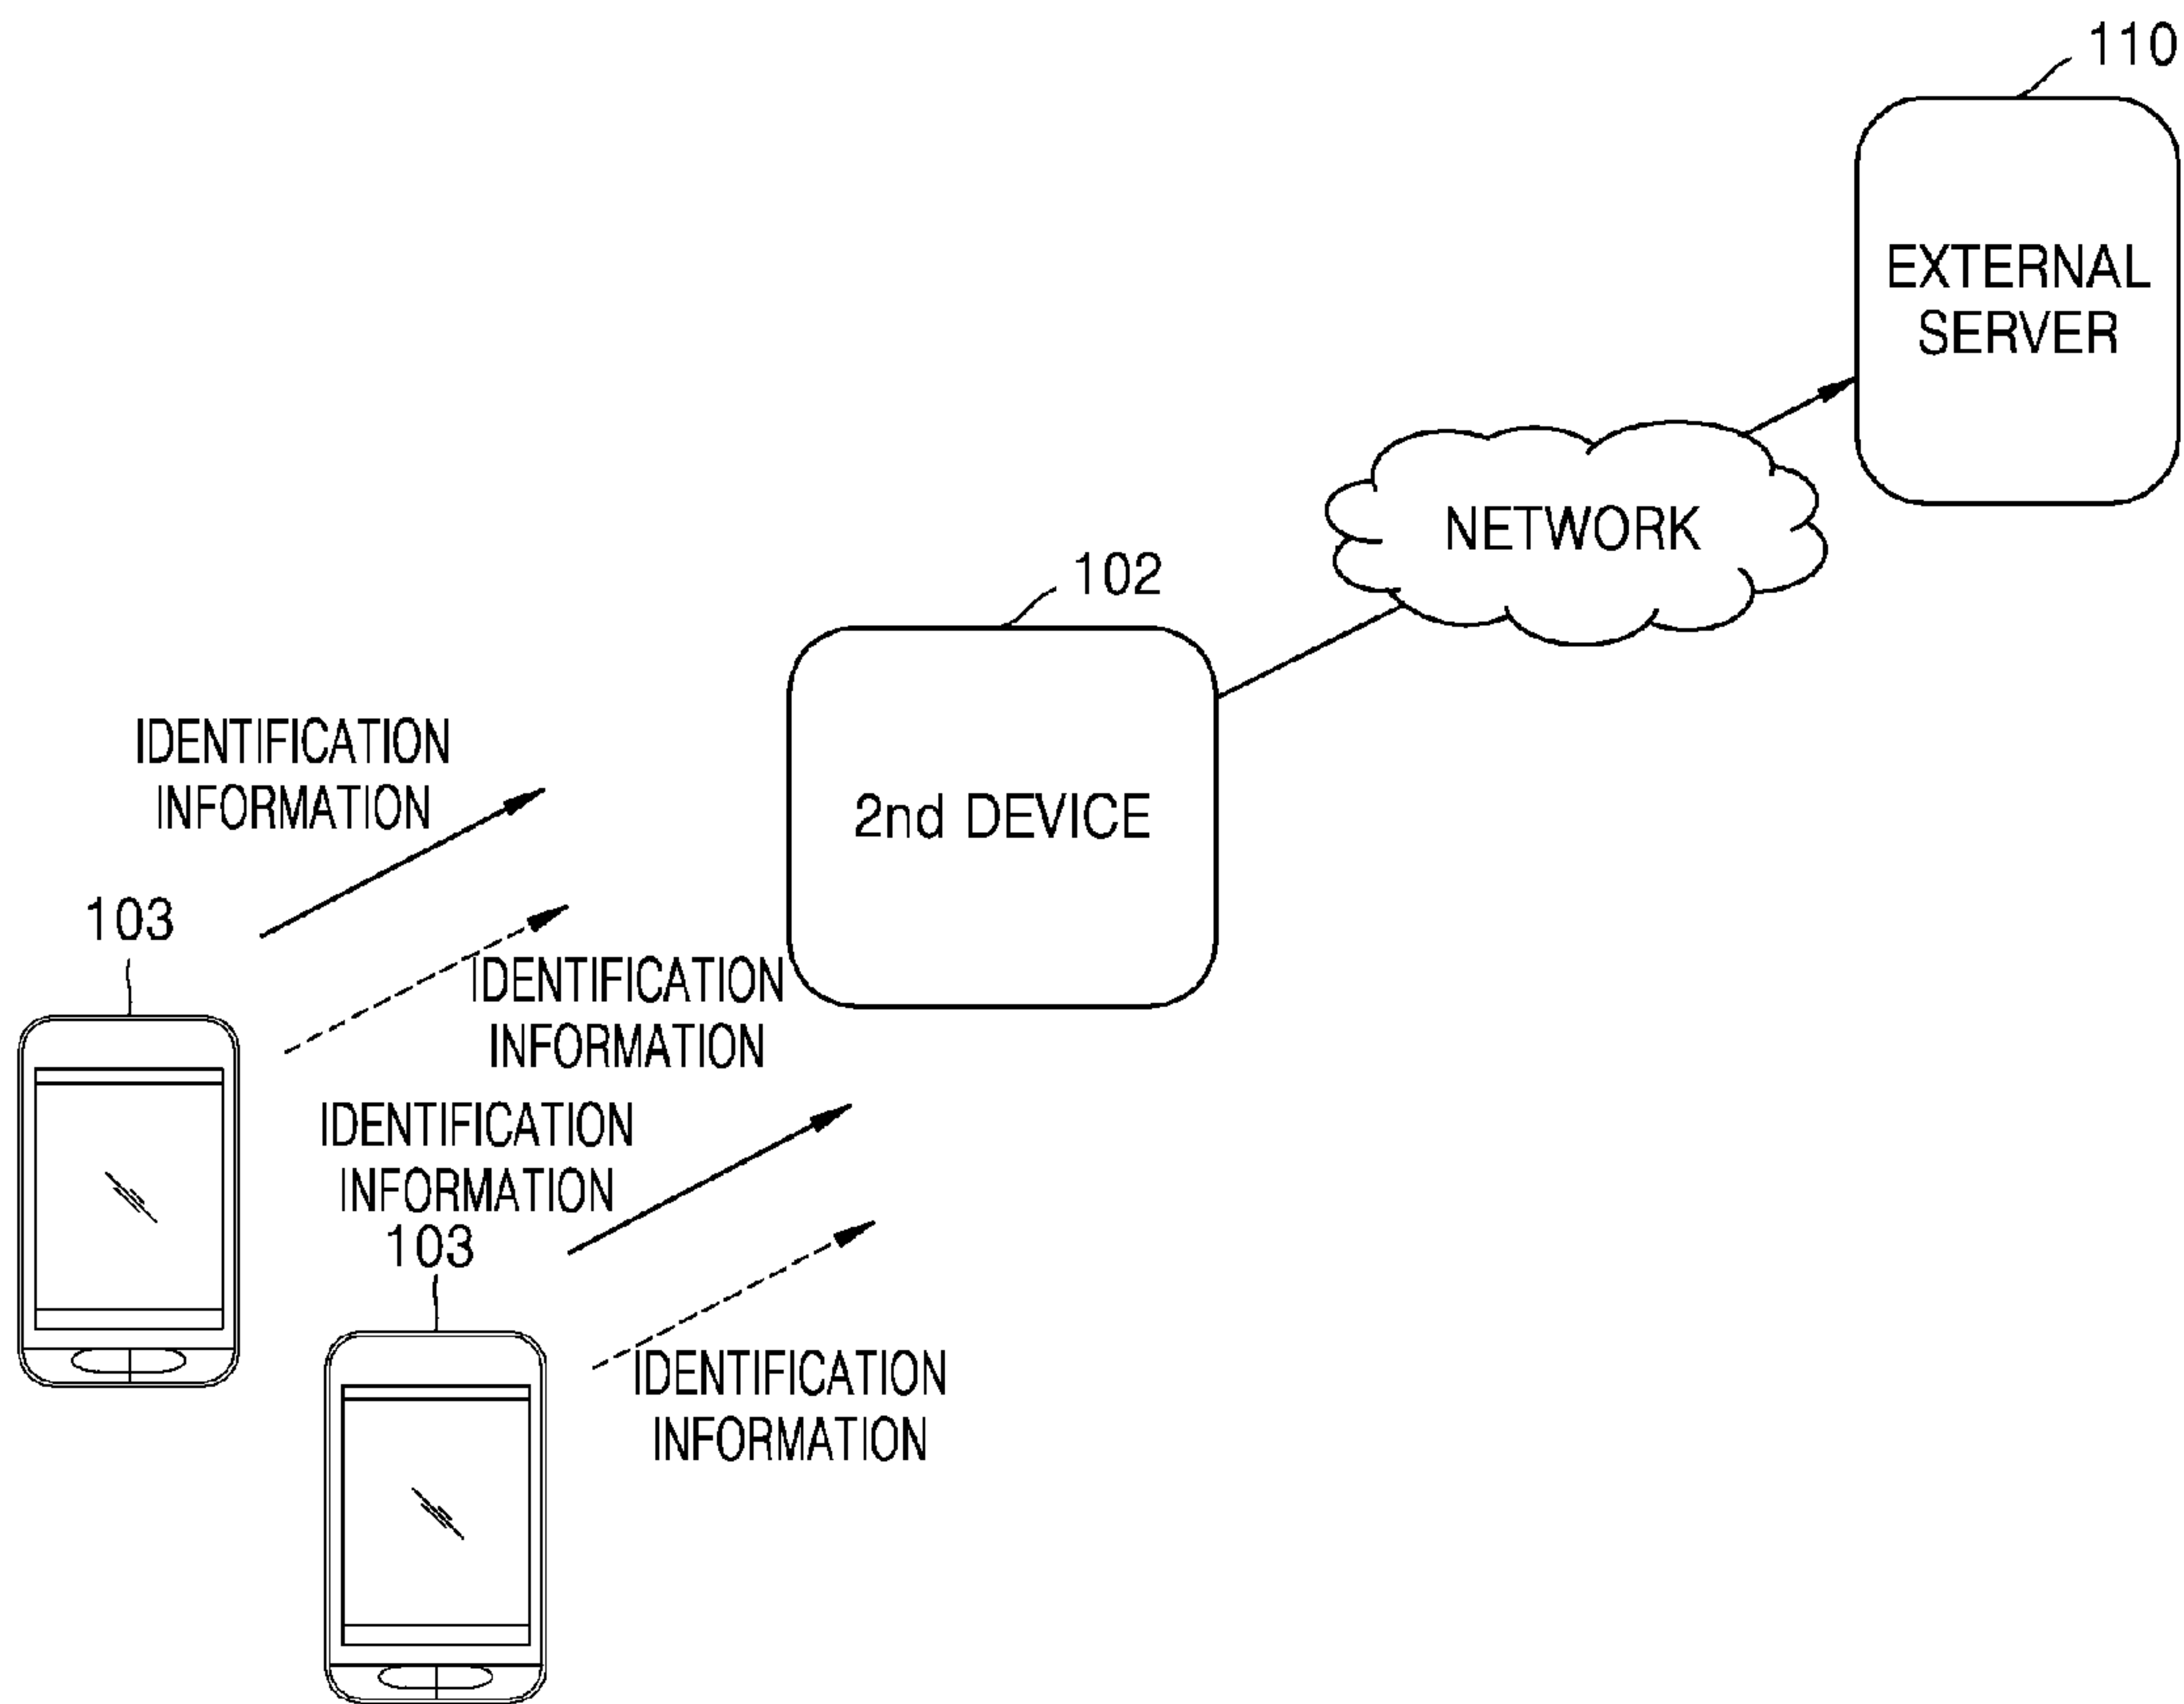 110
EXTERNAL
SERVER
NETWORK
102
2nd DEVICE
IDENTIFICATION
INFORMATION
103
IDENTIFICATION
INFORMATION
IDENTIFICATION
INFORMATION
103
IDENTIFICATION
INFORMATION